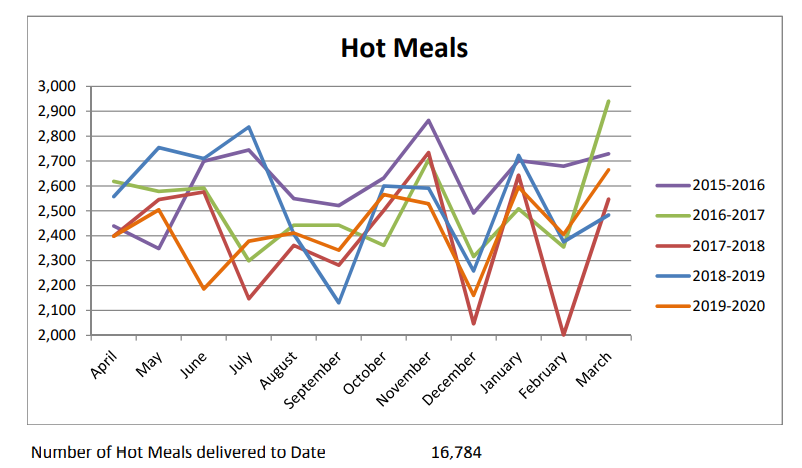 Hot Meals
3,000
2,900
2,800
2,700
2,600
2,500
2,400
2,300
2,200
2,100
2,000
April
May
June
July
August
September
October
November
December
January
February
March
2015-2016
2016-2017
2017-2018
2018-2019
2019-2020
Number of Hot Meals delivered to Date 16,784